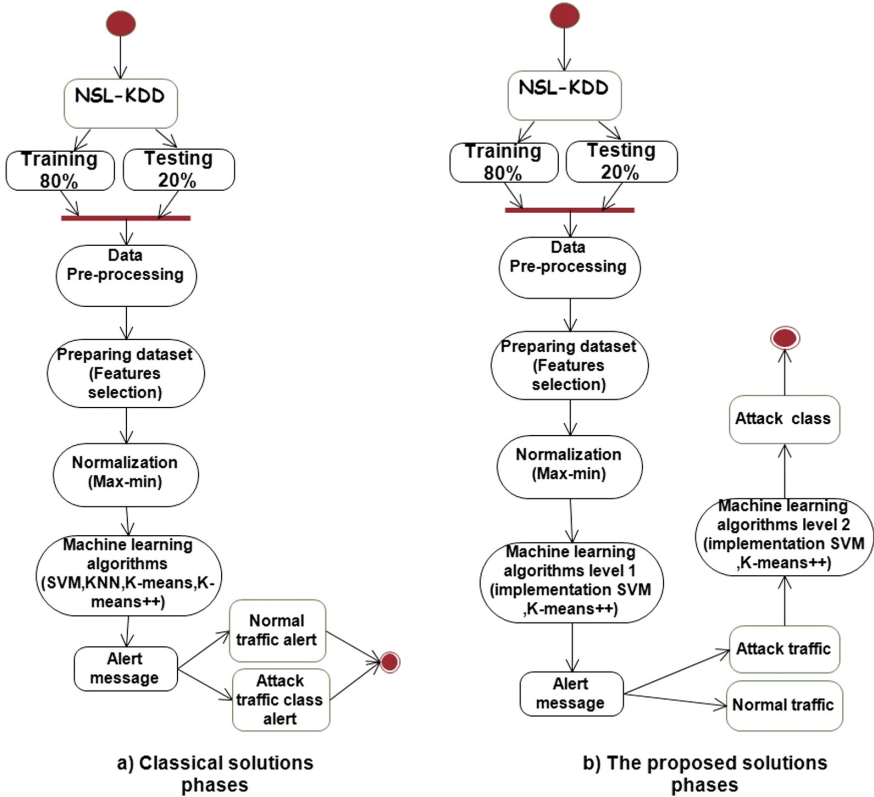 NSL-KDD
Training
80%
Testing
20%
Data
Pre-processing
Preparing dataset
(Features
selection)
Normalization
(Max-min)
Machine learning
algorithms
(SVM,KNN,K-means,K-
means++)
Alert
message
Normal
traffic alert
Attack
traffic class
alert
a) Classical solutions
phases
NSL-KDD
Training
80%
Testing
20%
Data
Pre-processing
Preparing dataset
(Features
selection)
Normalization
(Max-min)
Machine learning
algorithms level 1
(implementation SVM
,K-means++)
Alert
message
Attack traffic
Normal traffic
Machine learning
algorithms level 2
(implementation SVM
,K-means++)
Attack class
b) The proposed solutions
phases